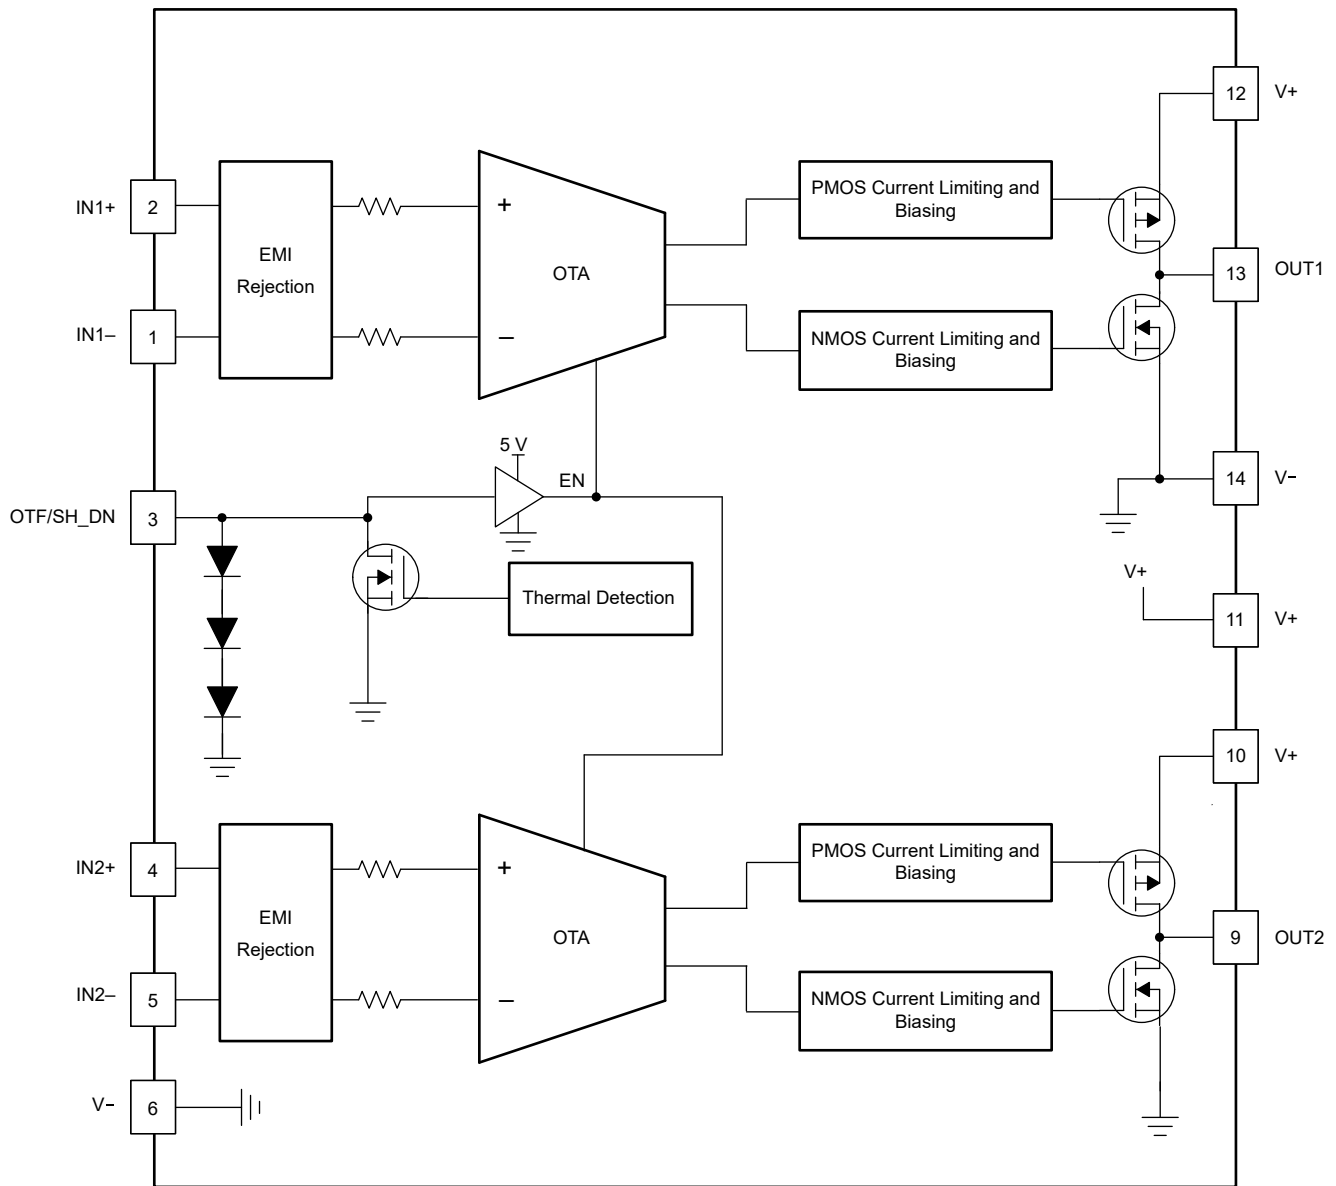 12 V+
IN1+ 2
EMI
Rejection
+
OTA
−
PMOS Current Limiting and
Biasing
13 OUT1
IN1− 1
NMOS Current Limiting and
Biasing
5 V
EN
14 V−
OTF/SH_DN 3
Thermal Detection
V+
11 V+
10 V+
IN2+ 4
EMI
Rejection
+
OTA
−
PMOS Current Limiting and
Biasing
9 OUT2
IN2− 5
NMOS Current Limiting and
Biasing
V− 6